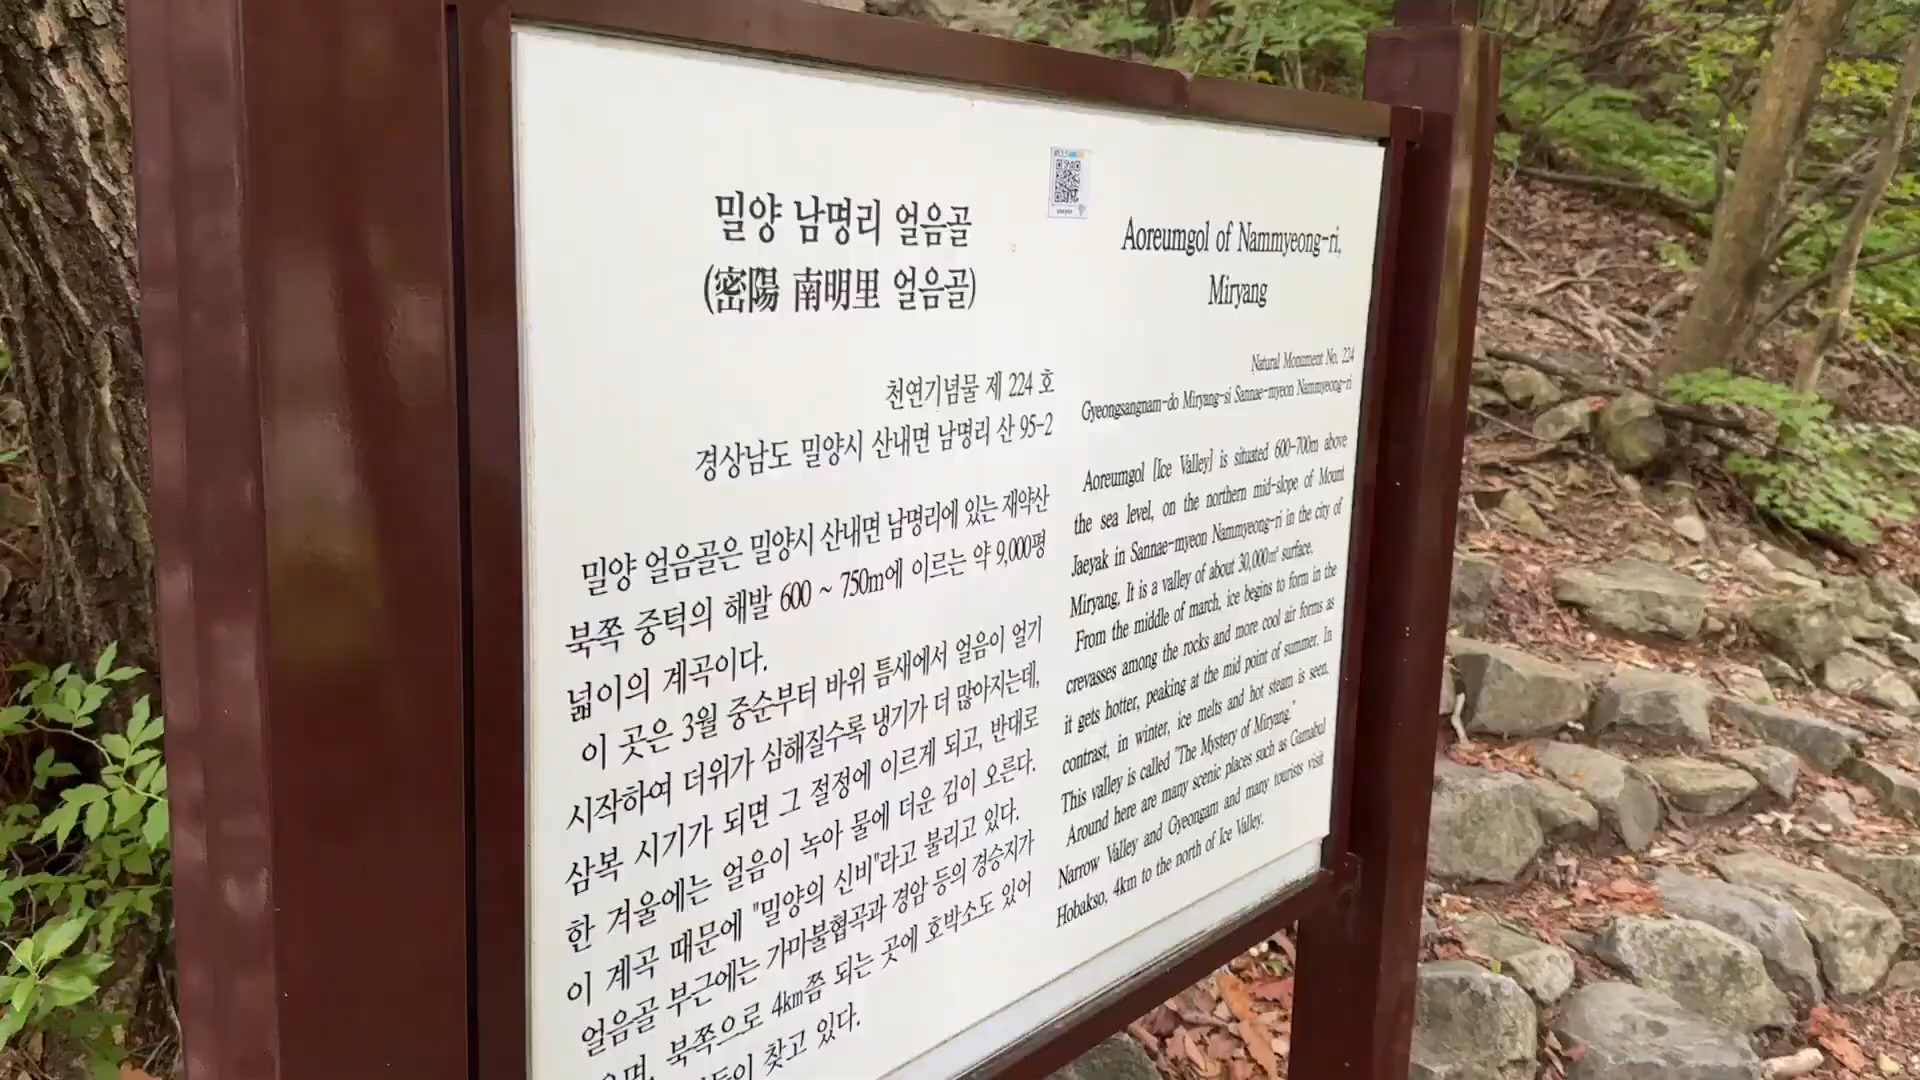 밀양 남명리 얼음골
(密陽 南明里 얼음골)
천연기념물 제 224 호
경상남도 밀양시 산내면 남명리 산 95-2
밀양 얼음골은 밀양시 산내면 남명리에 있는 재약산
북쪽 중턱의 해발 600 ~ 750m에 이르는 약 9,000평
넓이의 계곡이다.
이 곳은 3월 중순부터 바위 틈새에서 얼음이 얼기
시작하여 더위가 심해질수록 냉기가 더 많아지는데,
삼복 시기가 되면 그 절정에 이르게 되고, 반대로
한 겨울에는 얼음이 녹아 물에 더운 김이 오른다.
이 계곡 때문에 "밀양의 신비"라고 불리고 있다.
얼음골 부근에는 가마불협곡과 경암 등의 경승지가
북쪽으로 4km쯤 되는 곳에 호박소도 있어
찾고 있다.
Aoreumgol of Nammyeong-ri,
Miryang
Natural Monument No. 224
Gyeongsangnam-do Miryang-si Sannae-myeon Nammyeong-ri
Aoreumgol [Ice Valley] is situated 600-700m above
the sea level, on the northern mid-slope of Mount
Jaeyak in Sannae-myeon Nammyeong-ri in the city of
Miryang. It is a valley of about 30,000㎡ surface.
From the middle of march, ice begins to form in the
crevasses among the rocks and more cool air forms as
it gets hotter, peaking at the mid point of summer. In
contrast, in winter, ice melts and hot steam is seen.
This valley is called "The Mystery of Miryang."
Around here are many scenic places such as Gamabul
Narrow Valley and Gyeongam and many tourists visit
Hobakso, 4km to the north of Ice Valley.